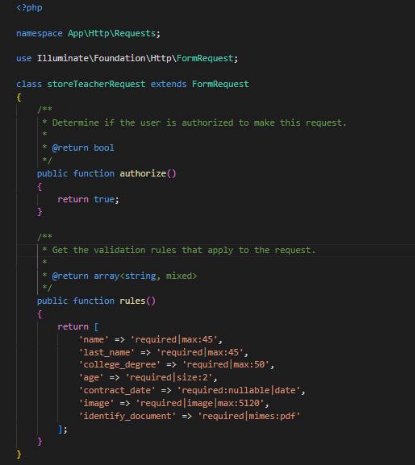 <?php
namespace App\Http\Requests;
use Illuminate\Foundation\Http\FormRequest;
class storeTeacherRequest extends FormRequest
{
/**
* Determine if the user is authorized to make this request.
*
* @return bool
*/
public function authorize()
{
return true;
}
/**
* Get the validation rules that apply to the request.
*
* @return array<string, mixed>
*/
public function rules()
{
return [
'name' => 'required|max:45',
'last_name' => 'required|max:45',
'college_degree' => 'required|max:50',
'age' => 'required|size:2',
'contract_date' => 'required:nullable|date',
'image' => 'required|image|max:5120',
'identify_document' => 'required|mimes:pdf'
];
}
}